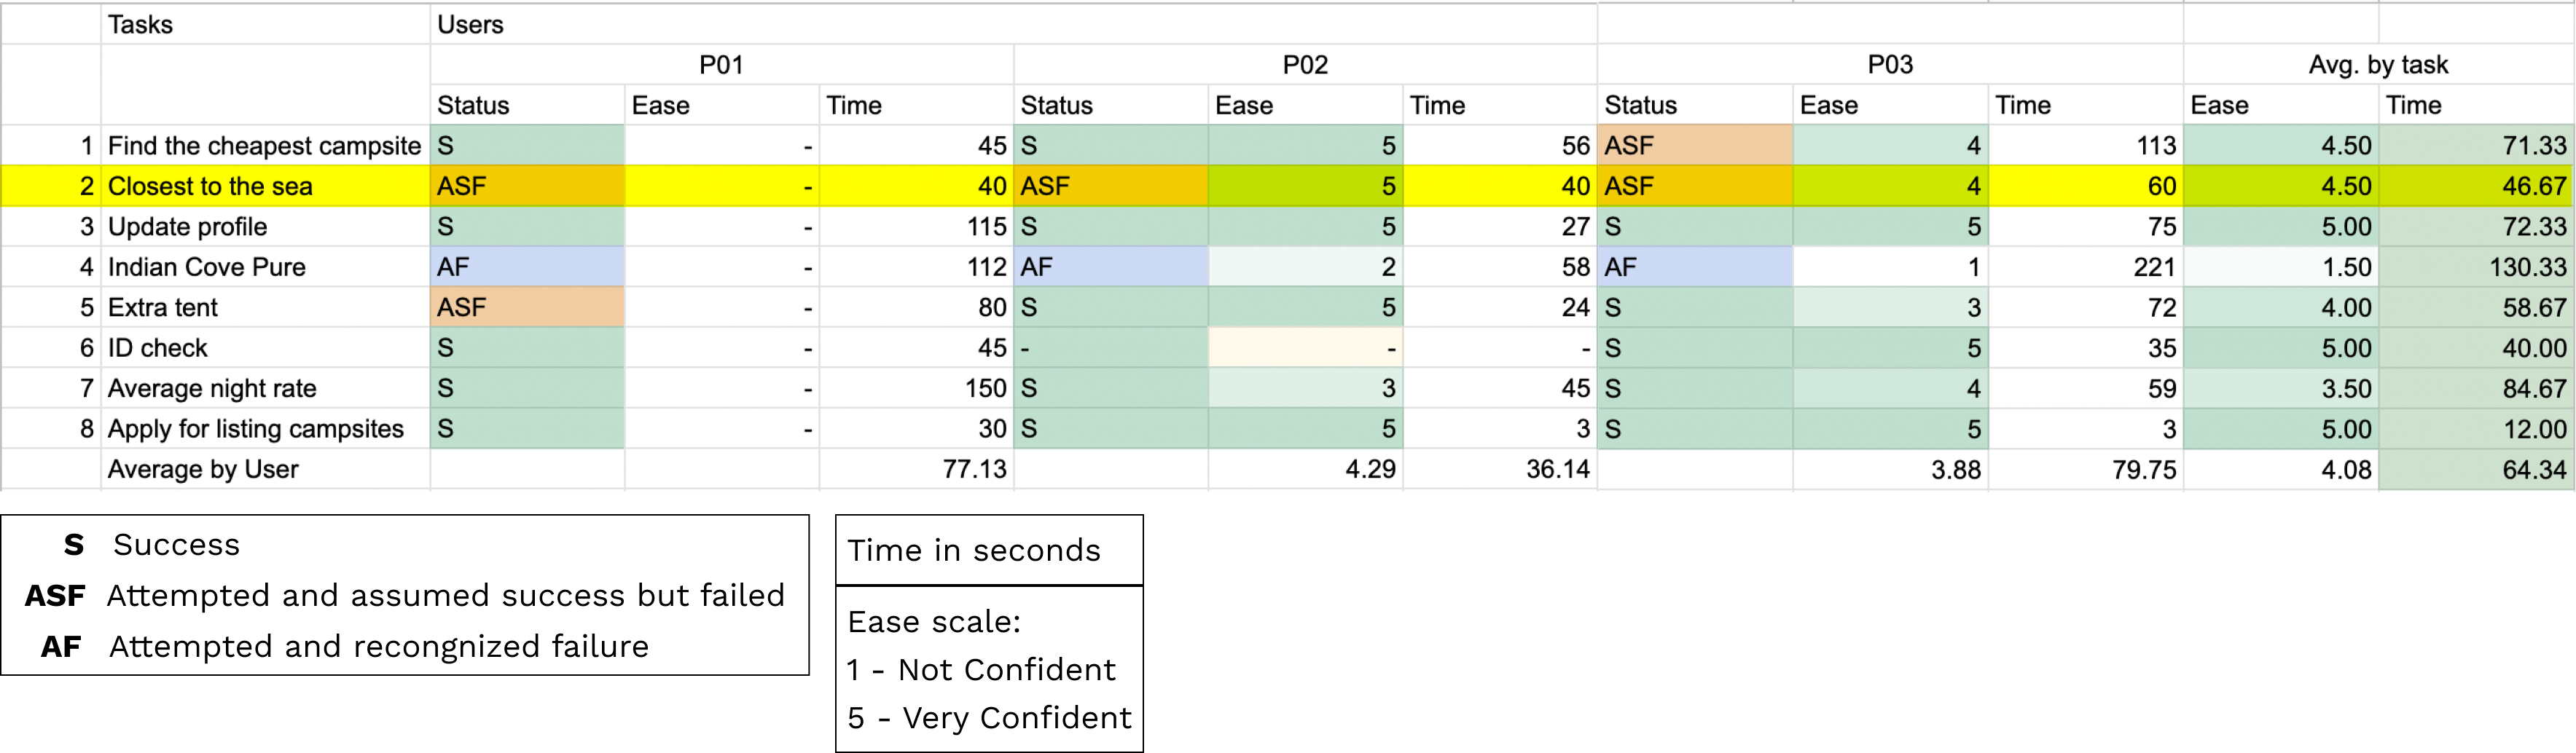 Tasks Users
P01 P02 P03 Avg. by task
Status Ease Time Status Ease Time Status Ease Time Ease Time
1 Find the cheapest campsite S - 45 S 5 56 ASF 4 113 4.50 71.33
2 Closest to the sea ASF - 40 ASF 5 40 ASF 4 60 4.50 46.67
3 Update profile S - 115 S 5 27 S 5 75 5.00 72.33
4 Indian Cove Pure AF - 112 AF 2 58 AF 1 221 1.50 130.33
5 Extra tent ASF - 80 S 5 24 S 3 72 4.00 58.67
6 ID check S - 45 - - - S 5 35 5.00 40.00
7 Average night rate S - 150 S 3 45 S 4 59 3.50 84.67
8 Apply for listing campsites S - 30 S 5 3 S 5 3 5.00 12.00
Average by User 77.13 4.29 36.14 3.88 79.75 4.08 64.34
S Success
ASF Attempted and assumed success but failed
AF Attempted and recongnized failure
Time in seconds
Ease scale:
1 - Not Confident
5 - Very Confident